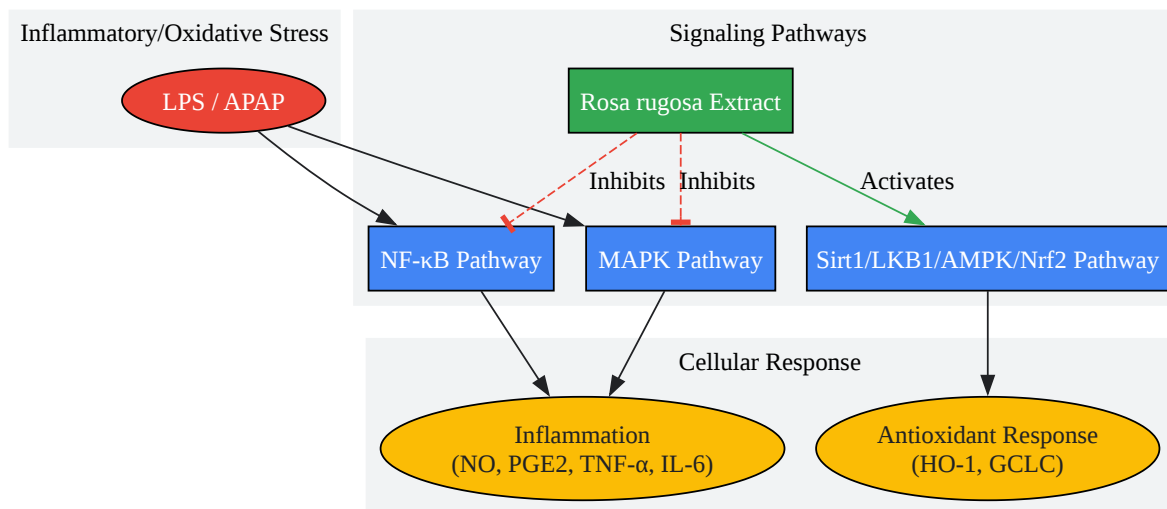 Inflammatory/Oxidative Stress
Signaling Pathways
LPS / APAP
Rosa rugosa Extract
Inhibits
Inhibits
Activates
NF-κB Pathway
MAPK Pathway
Sirt1/LKB1/AMPK/Nrf2 Pathway
Cellular Response
Inflammation
(NO, PGE2, TNF-α, IL-6)
Antioxidant Response
(HO-1, GCLC)